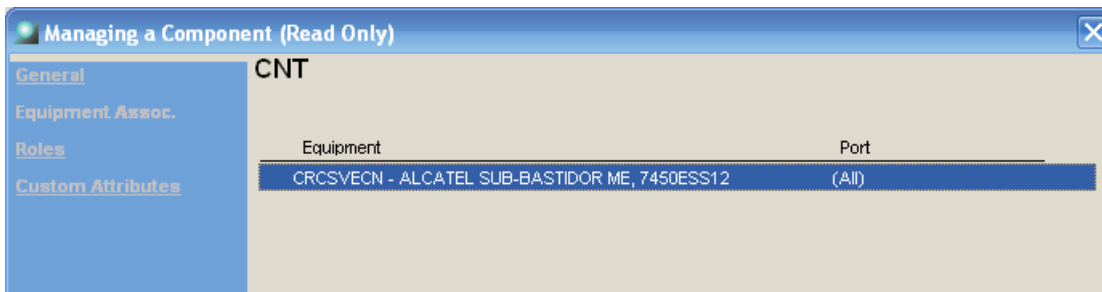 Managing a Component (Read Only)
General
CNT
Equipment Assoc.
Roles
Equipment Port
Custom Attributes
CRCSVECN - ALCATEL SUB-BASTIDOR ME, 7450ESS12 (All)